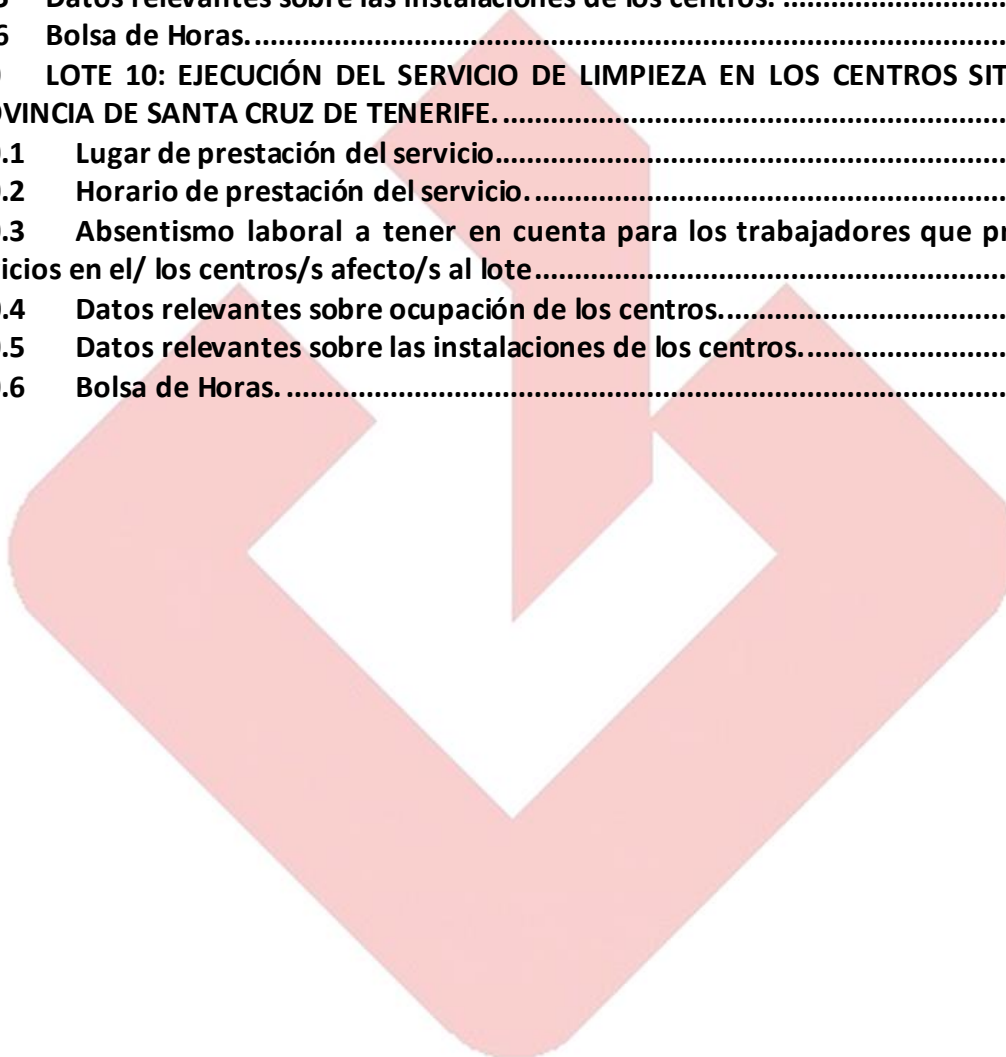 Datos relevantes sobre las instalaciones de los centros. ........................
6 Bolsa de Horas.........................................................................................
LOTE 10: EJECUCIÓN DEL SERVICIO DE LIMPIEZA EN LOS CENTROS SIT
OVINCIA DE SANTA CRUZ DE TENERIFE...........................................................
.1 Lugar de prestación del servicio............................................................
.2 Horario de prestación del servicio. ........................................................
.3 Absentismo laboral a tener en cuenta para los trabajadores que pr
icios en el/ los centros/s afecto/s al lote.......................................................
.4 Datos relevantes sobre ocupación de los centros..................................
.5 Datos relevantes sobre las instalaciones de los centros.........................
.6 Bolsa de Horas. ......................................................................................